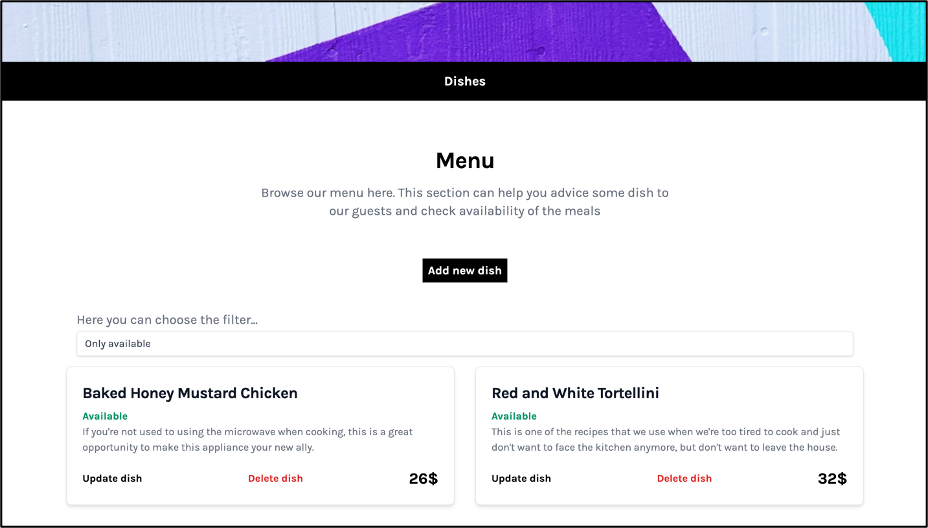 Dishes
Menu
Browse our menu here. This section can help you advice some dish to
our guests and check availability of the meals
Add new dish
Here you can choose the filter...
Only available
Baked Honey Mustard Chicken
Available
If you're not used to using the microwave when cooking, this is a great
opportunity to make this appliance your new ally.
Update dish Delete dish 26$
Red and White Tortellini
Available
This is one of the recipes that we use when we're too tired to cook and just
don't want to face the kitchen anymore, but don't want to leave the house.
Update dish Delete dish 32$